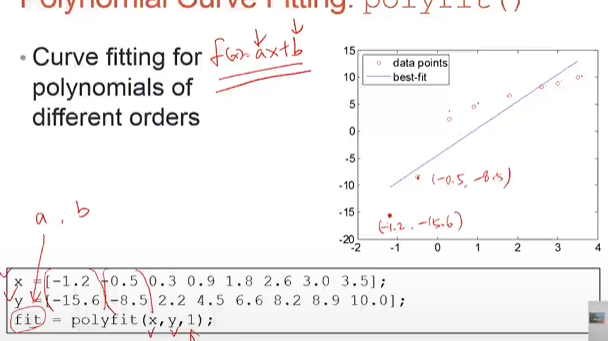 Polynomial Curve Fitting: polyfit()
• Curve fitting for
polynomials of
different orders
f(x)=ax+b
a, b
15
10
5
0
-5
-10
-15
-20
-2 -1 0 1 2 3 4
data points
best-fit
(-0.5, -8.5)
(-1.2, -15.6)
x =[-1.2 -0.5 0.3 0.9 1.8 2.6 3.0 3.5];
y =[-15.6 -8.5 2.2 4.5 6.6 8.2 8.9 10.0];
fit = polyfit(x,y,1);